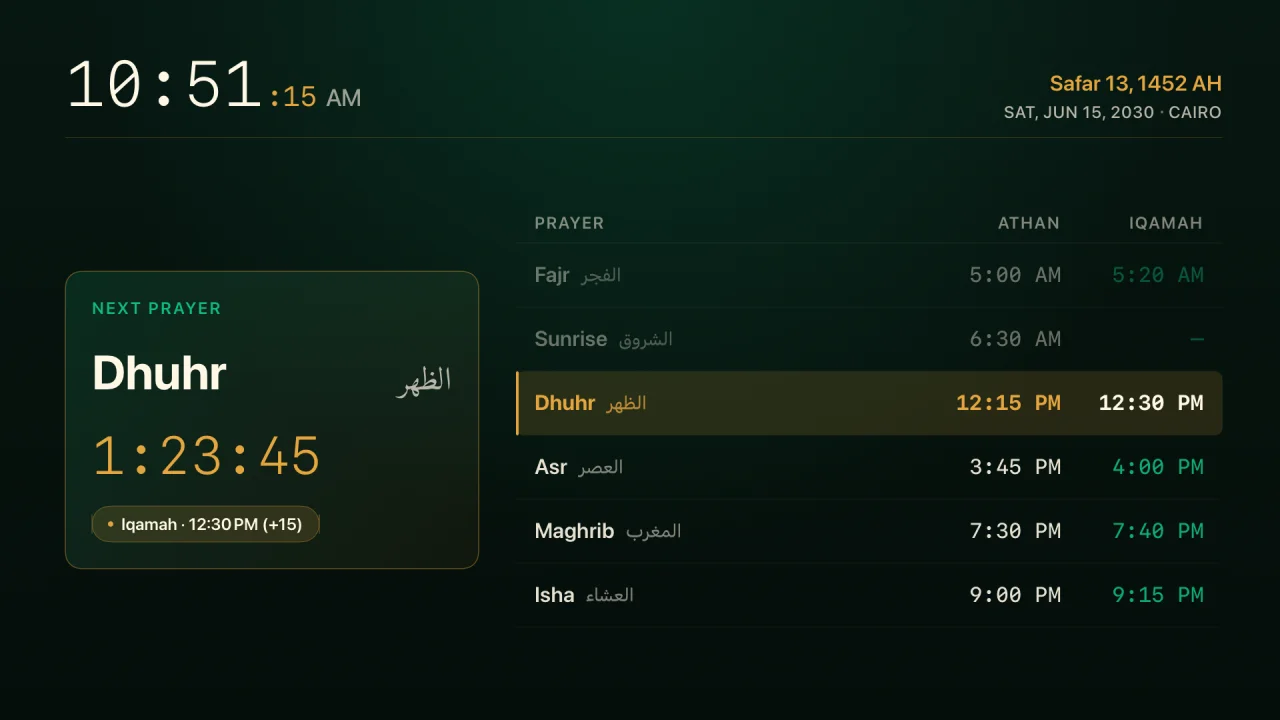 10:51:15 AM
Safar 13, 1452 AH
SAT, JUN 15, 2030 · CAIRO
NEXT PRAYER
Dhuhr الظهر
1:23:45
• Iqamah · 12:30 PM (+15)
PRAYER ATHAN IQAMAH
Fajr الفجر 5:00 AM 5:20 AM
Sunrise الشروق 6:30 AM —
Dhuhr الظهر 12:15 PM 12:30 PM
Asr العصر 3:45 PM 4:00 PM
Maghrib المغرب 7:30 PM 7:40 PM
Isha العشاء 9:00 PM 9:15 PM